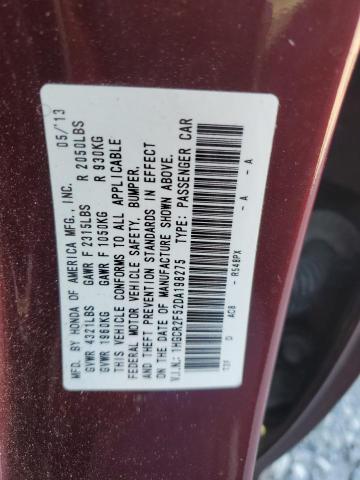 MFD. BY HONDA OF AMERICA MFG., INC. 05/'13
GVWR 4321LBS GAWR F 2315LBS R 2050LBS
GVWR 1960KG GAWR F 1050KG R 930KG
THIS VEHICLE CONFORMS TO ALL APPLICABLE
FEDERAL MOTOR VEHICLE SAFETY, BUMPER,
AND THEFT PREVENTION STANDARDS IN EFFECT
ON THE DATE OF MANUFACTURE SHOWN ABOVE.
V.I.N.: 1HGCR2F52DA198275 TYPE: PASSENGER CAR
D AC8 - R548PX - A - A